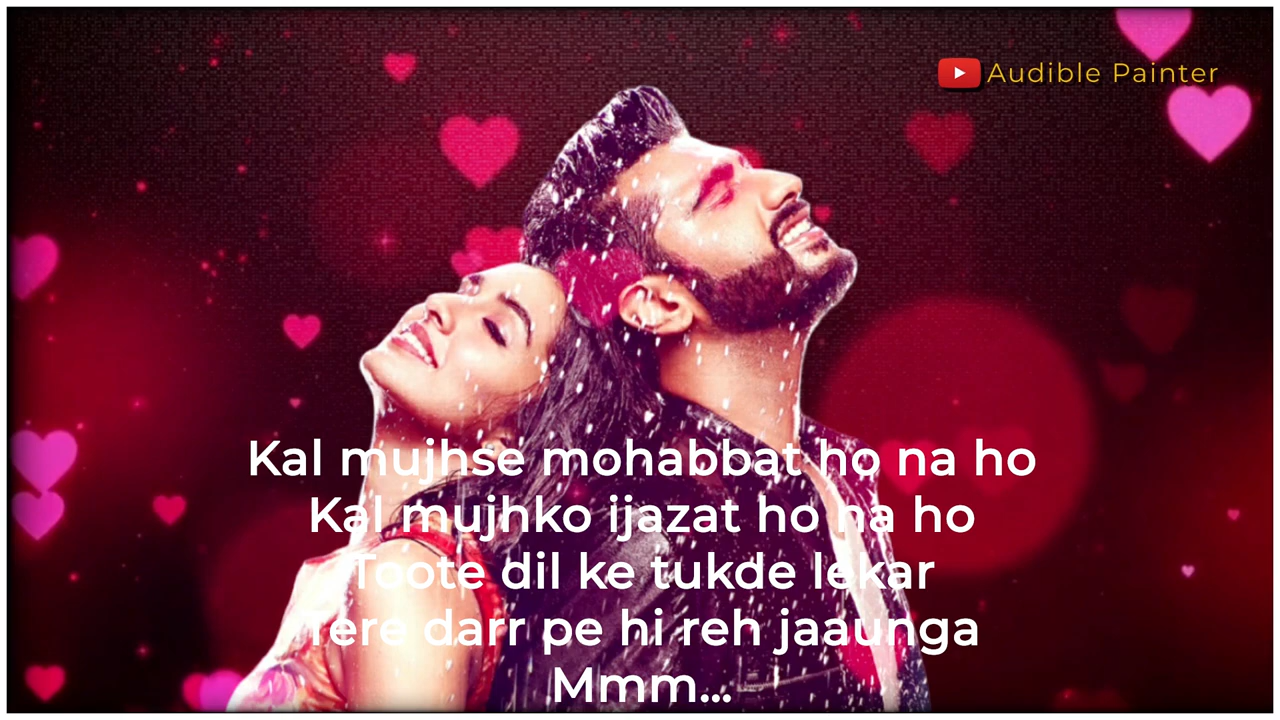 Audible Painter
Kal mujhse mohabbat ho na ho
Kal mujhko ijazat ho na ho
Toote dil ke tukde lekar
Tere darr pe hi reh jaaunga
Mmm...